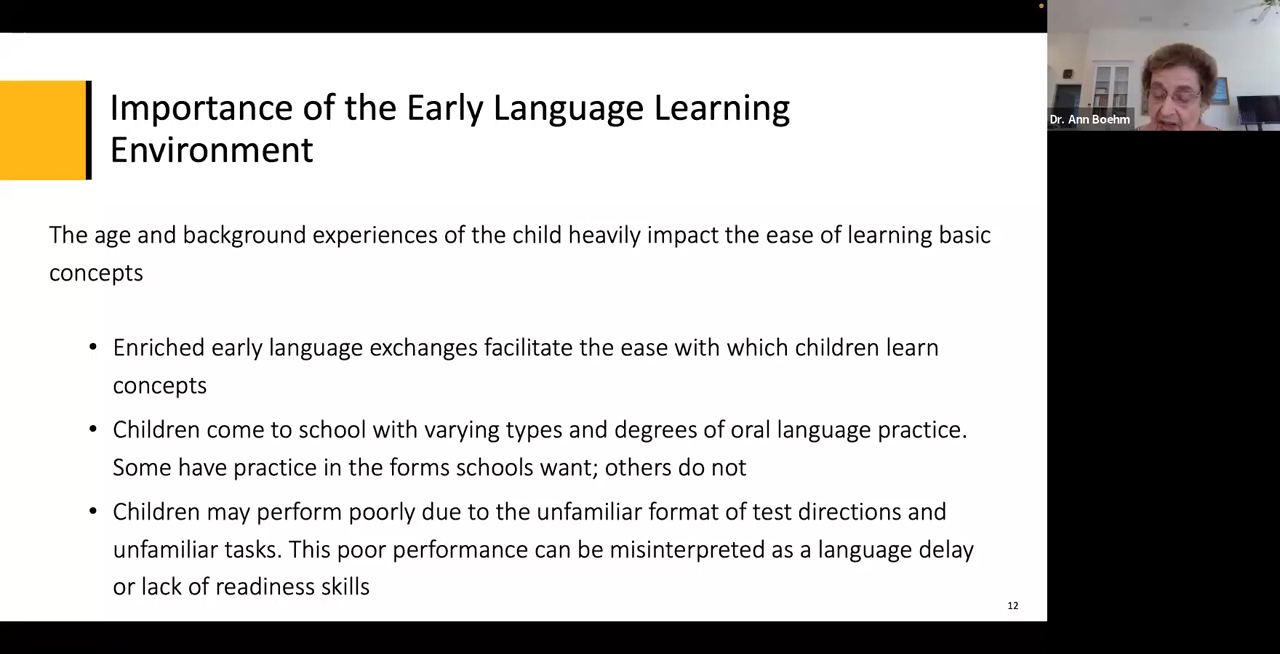 Importance of the Early Language Learning
Environment
The age and background experiences of the child heavily impact the ease of learning basic
concepts
• Enriched early language exchanges facilitate the ease with which children learn
concepts
• Children come to school with varying types and degrees of oral language practice.
Some have practice in the forms schools want; others do not
• Children may perform poorly due to the unfamiliar format of test directions and
unfamiliar tasks. This poor performance can be misinterpreted as a language delay
or lack of readiness skills
12
Dr. Ann Boehm